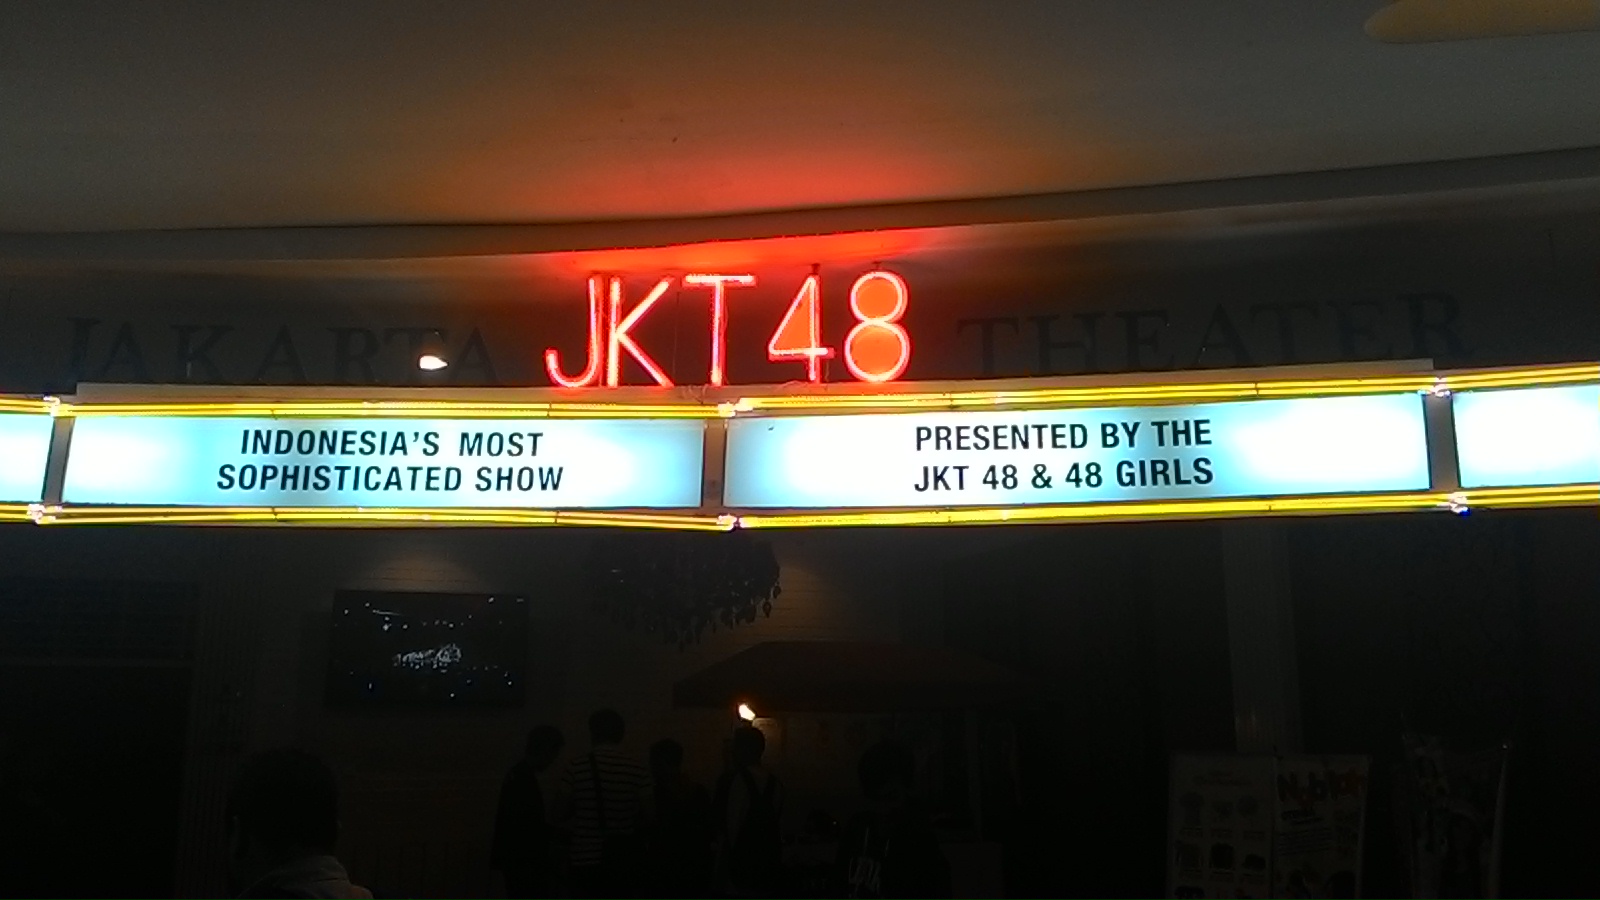 JAKARTA JKT48 THEATER
INDONESIA'S MOST
SOPHISTICATED SHOW
PRESENTED BY THE
JKT 48 & 48 GIRLS